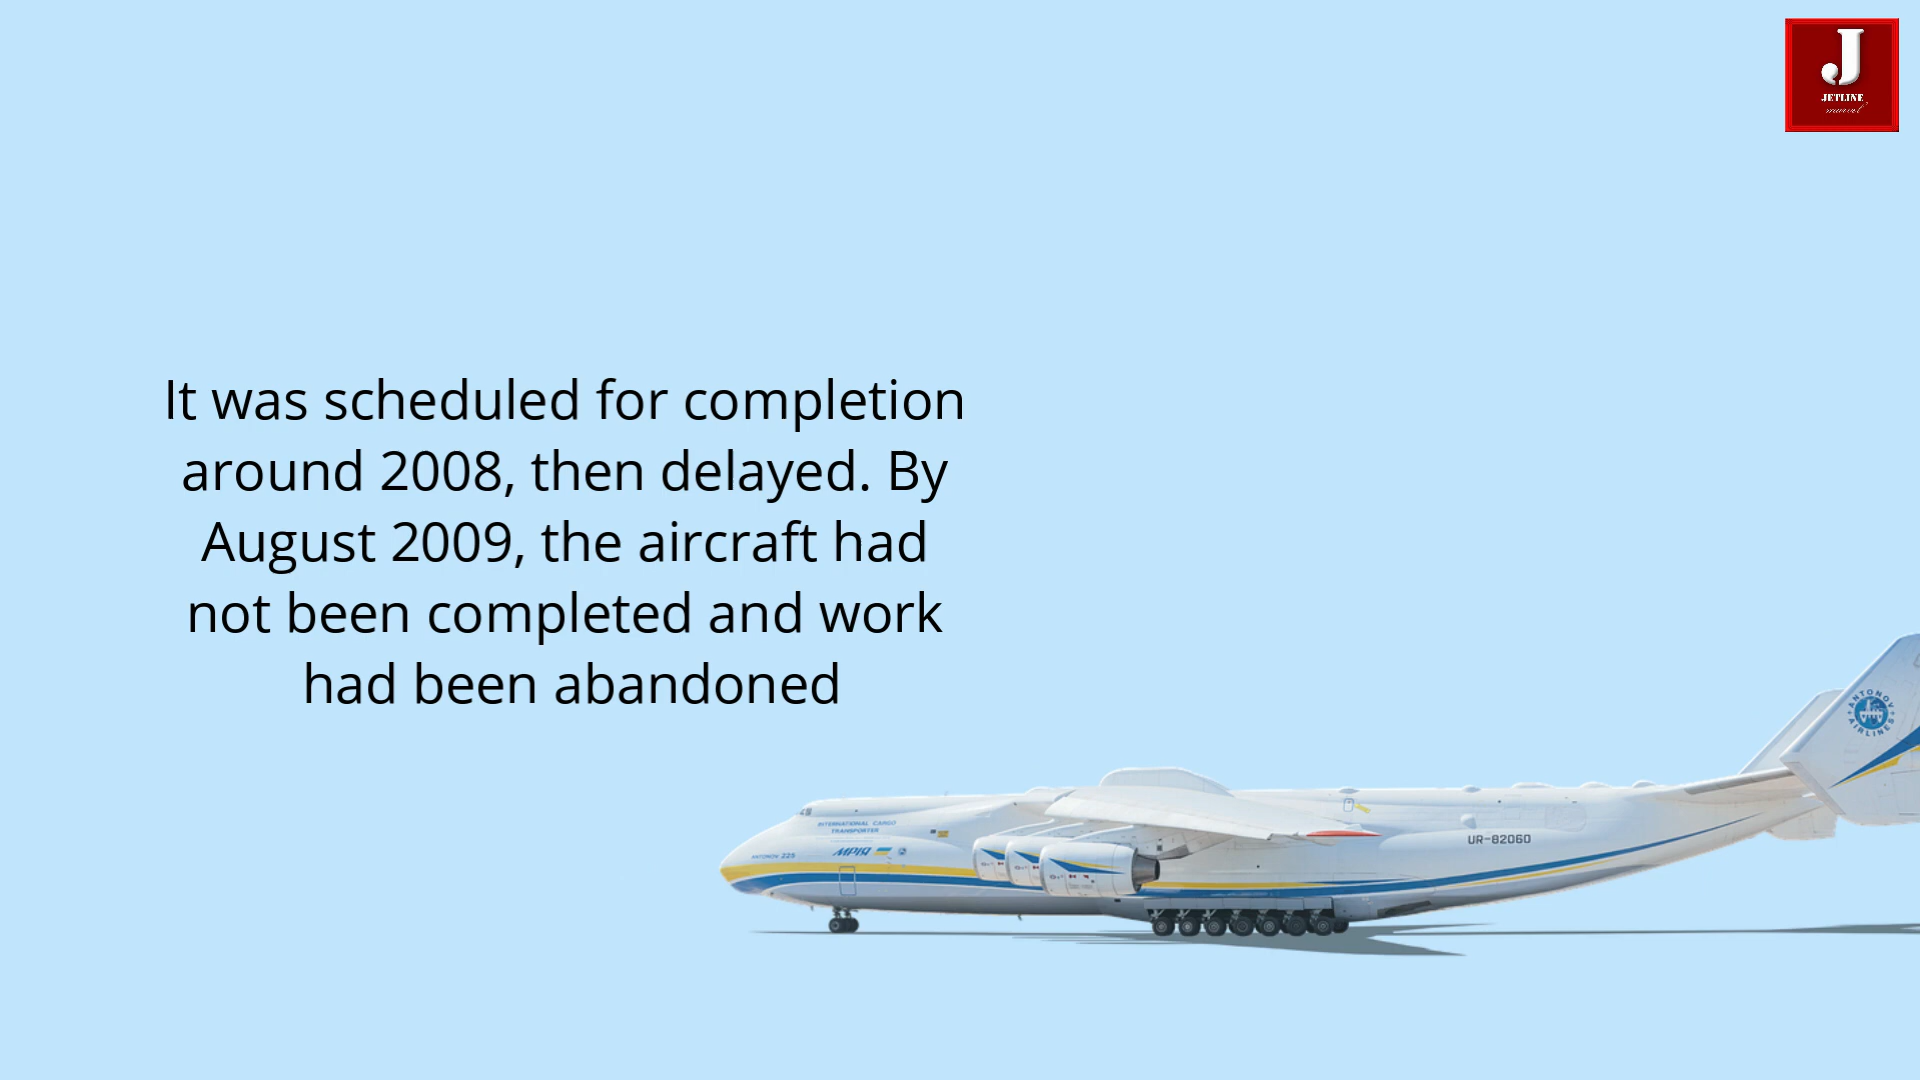 J
JETLINE
marvel
It was scheduled for completion
around 2008, then delayed. By
August 2009, the aircraft had
not been completed and work
had been abandoned
ANTONOV
AIRLINES
INTERNATIONAL CARGO
TRANSPORTER
ANTONOV 225
МРІЯ
UR-82060